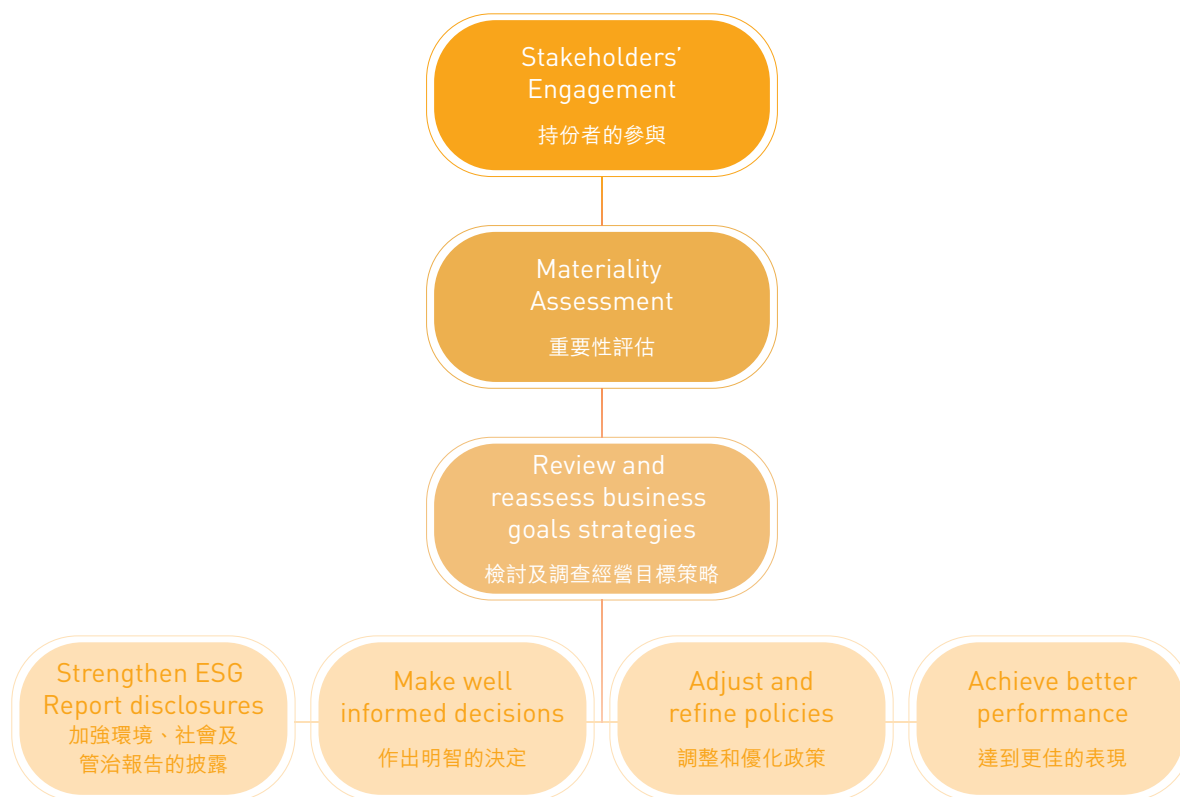 Stakeholders’
Engagement
持份者的參與
Materiality
Assessment
重要性評估
Review and
reassess business
goals strategies
檢討及調查經營目標策略
Strengthen ESG
Report disclosures
加強環境、社會及
管治報告的披露
Make well
informed decisions
作出明智的決定
Adjust and
refine policies
調整和優化政策
Achieve better
performance
達到更佳的表現